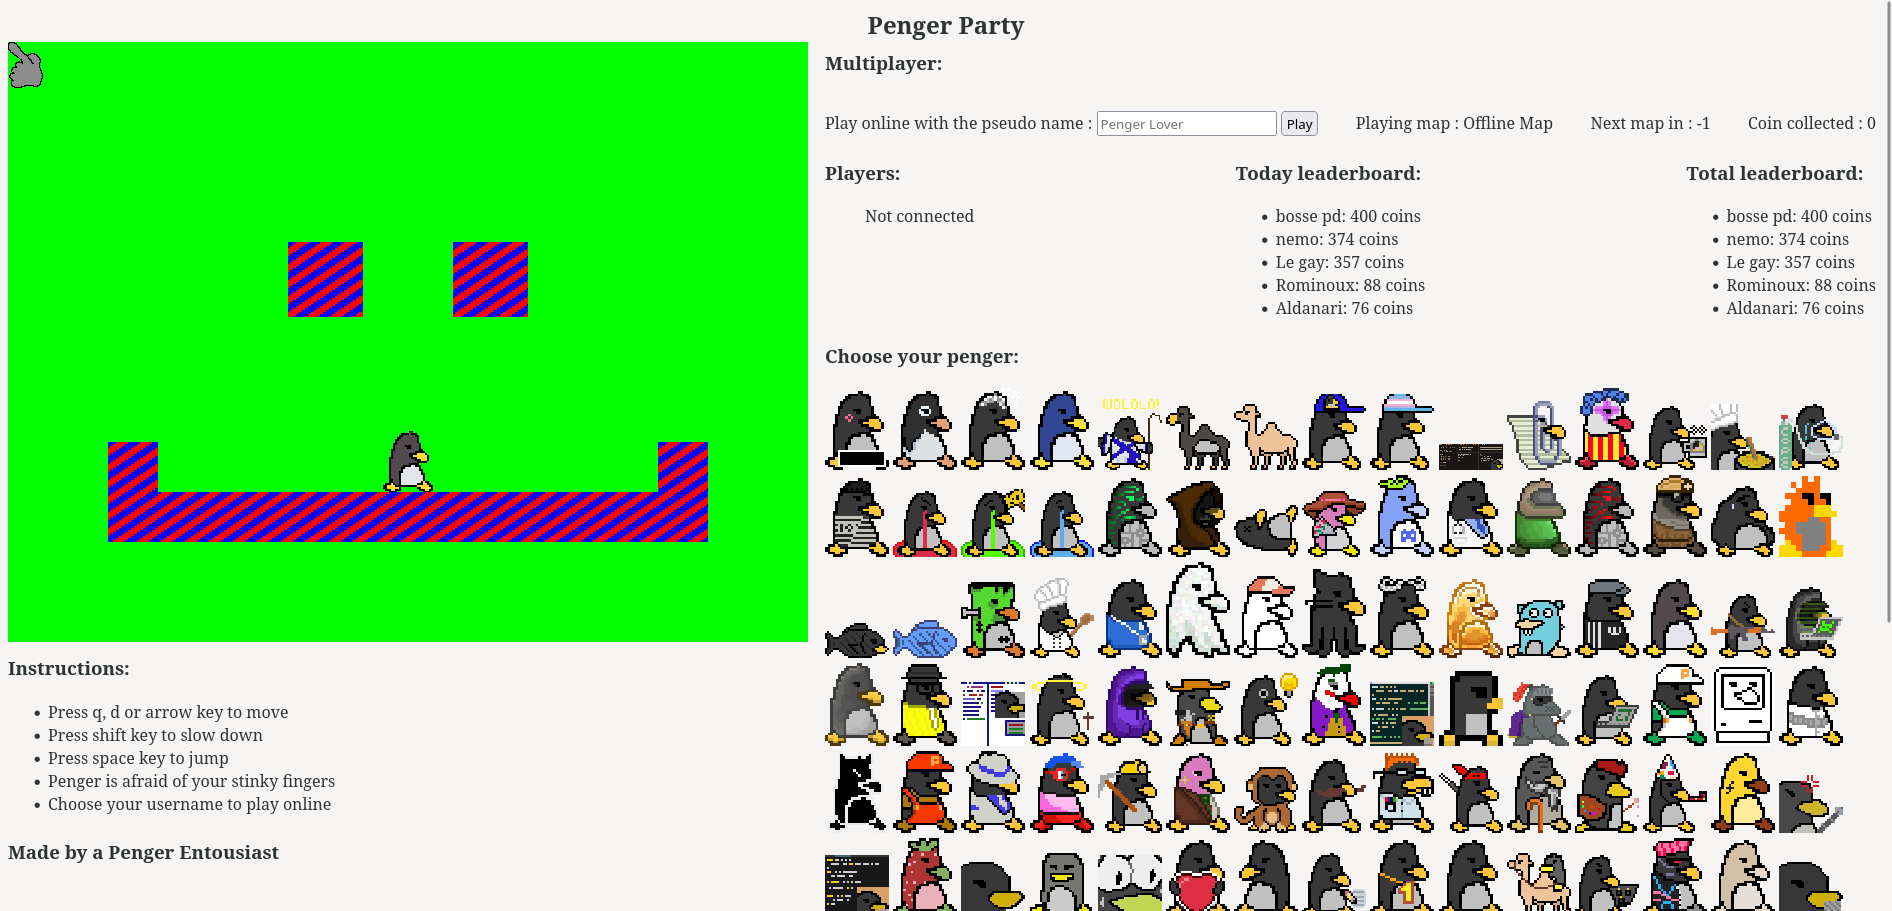 Penger Party
Multiplayer:
Play online with the pseudo name : Penger Lover Play Playing map : Offline Map Next map in : -1 Coin collected : 0
Players:
Not connected
Today leaderboard:
bosse pd: 400 coins
nemo: 374 coins
Le gay: 357 coins
Rominoux: 88 coins
Aldanari: 76 coins
Total leaderboard:
bosse pd: 400 coins
nemo: 374 coins
Le gay: 357 coins
Rominoux: 88 coins
Aldanari: 76 coins
Choose your penger:
WOLOLO!
Instructions:
Press q, d or arrow key to move
Press shift key to slow down
Press space key to jump
Penger is afraid of your stinky fingers
Choose your username to play online
Made by a Penger Entousiast